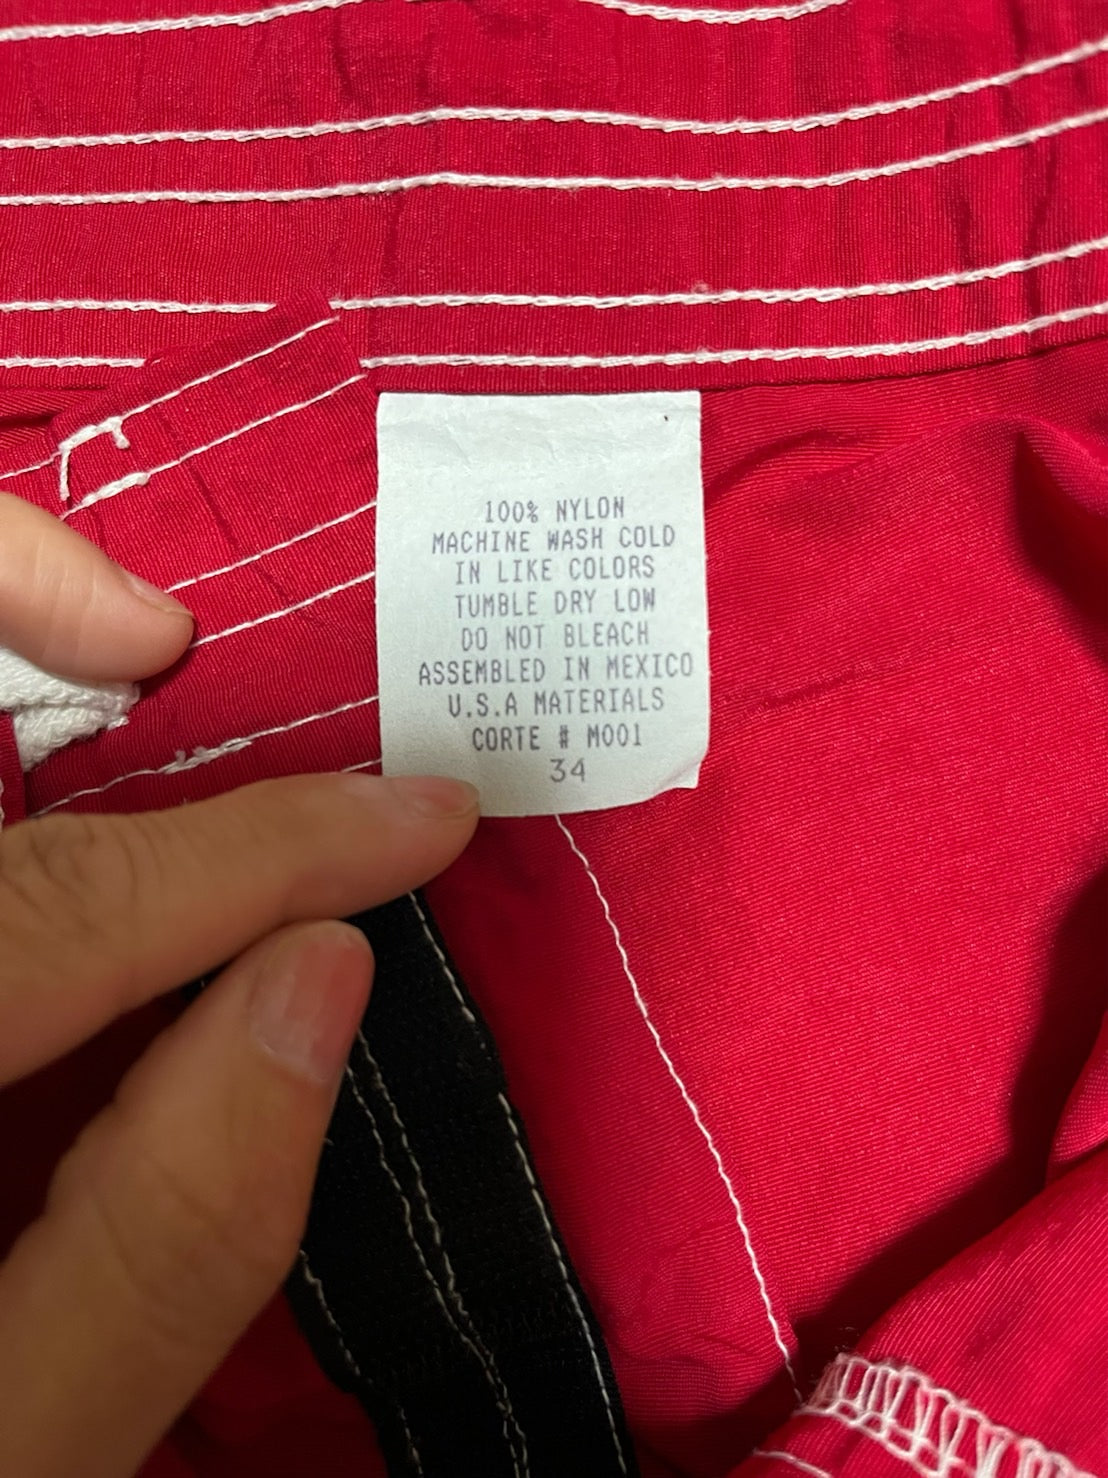 100% NYLON
MACHINE WASH COLD
IN LIKE COLORS
TUMBLE DRY LOW
DO NOT BLEACH
ASSEMBLED IN MEXICO
U.S.A MATERIALS
CORTE # M001
34